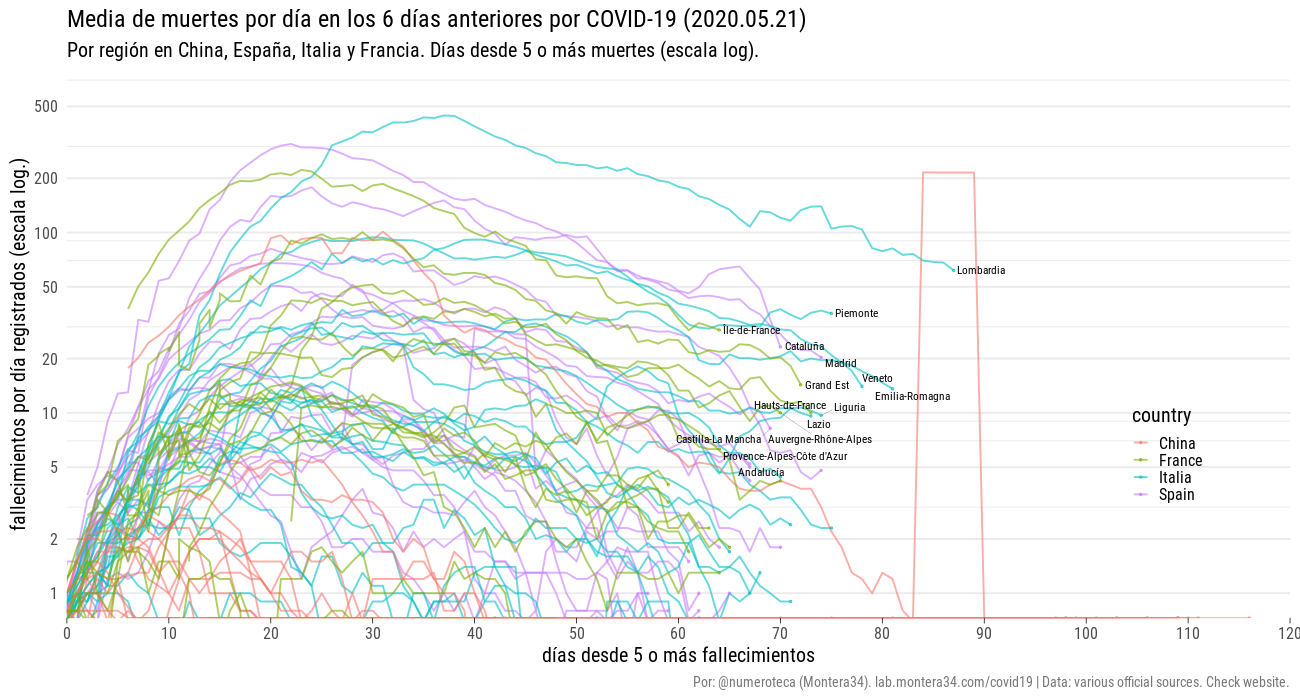 Media de muertes por día en los 6 días anteriores por COVID-19 (2020.05.21)
Por región en China, España, Italia y Francia. Días desde 5 o más muertes (escala log).
fallecimientos por día registrados (escala log.)
500
200
100
50
20
10
5
2
1
Lombardia
Piemonte
Île-de-France
Cataluña
Madrid
Veneto
Grand Est
Emilia-Romagna
Hauts-de-France
Liguria
Lazio
Castilla-La Mancha
Auvergne-Rhône-Alpes
Provence-Alpes-Côte d'Azur
Andalucía
country
China
France
Italia
Spain
0
10
20
30
40
50
60
70
80
90
100
110
120
días desde 5 o más fallecimientos
Por: @numeroteca (Montera34). lab.montera34.com/covid19 | Data: various official sources. Check website.